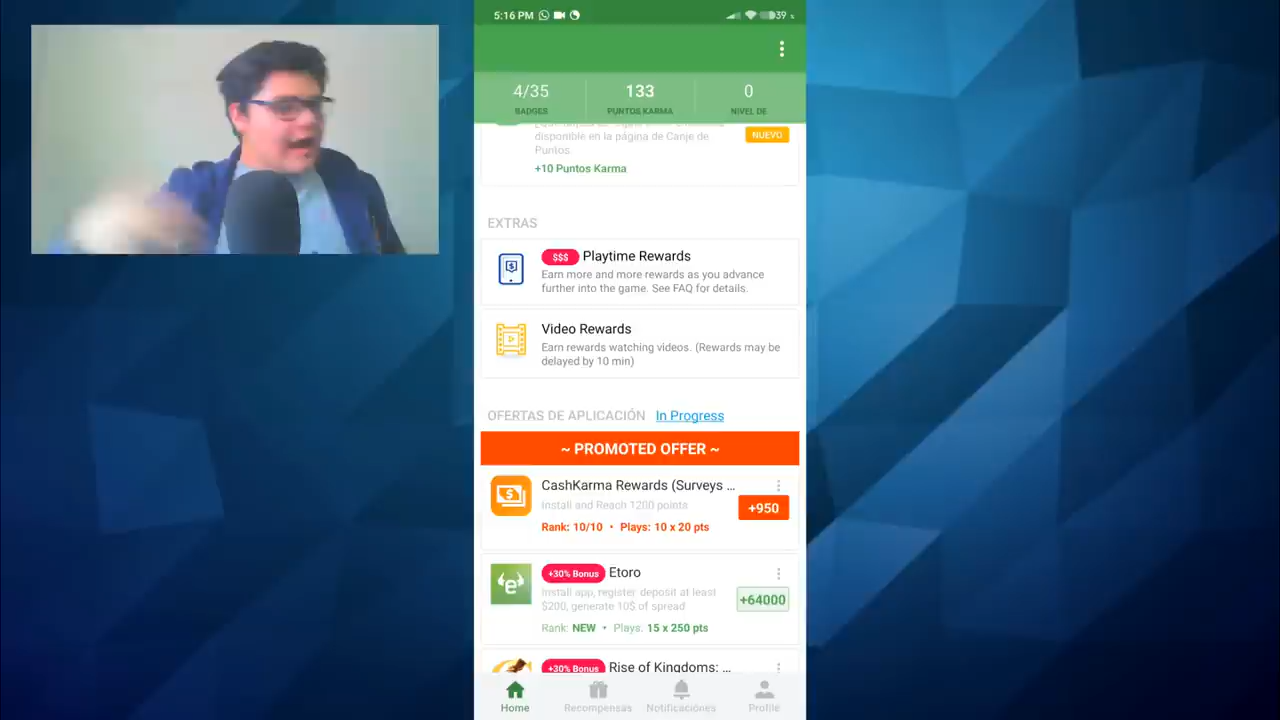 5:16 PM
39
4/35
133
0
BADGES
PUNTOS KARMA
NIVEL DE
disponible en la página de Canje de
Puntos.
NUEVO
+10 Puntos Karma
EXTRAS
$$$ Playtime Rewards
Earn more and more rewards as you advance
further into the game. See FAQ for details.
Video Rewards
Earn rewards watching videos. (Rewards may be
delayed by 10 min)
OFERTAS DE APLICACIÓN In Progress
~ PROMOTED OFFER ~
CashKarma Rewards (Surveys ...
Install and Reach 1200 points
+950
Rank: 10/10 • Plays: 10 x 20 pts
+30% Bonus Etoro
Install app, register deposit at least
$200, generate 10$ of spread
+64000
Rank: NEW • Plays: 15 x 250 pts
+30% Bonus Rise of Kingdoms: ...
Home
Recompensas
Notificaciones
Profile